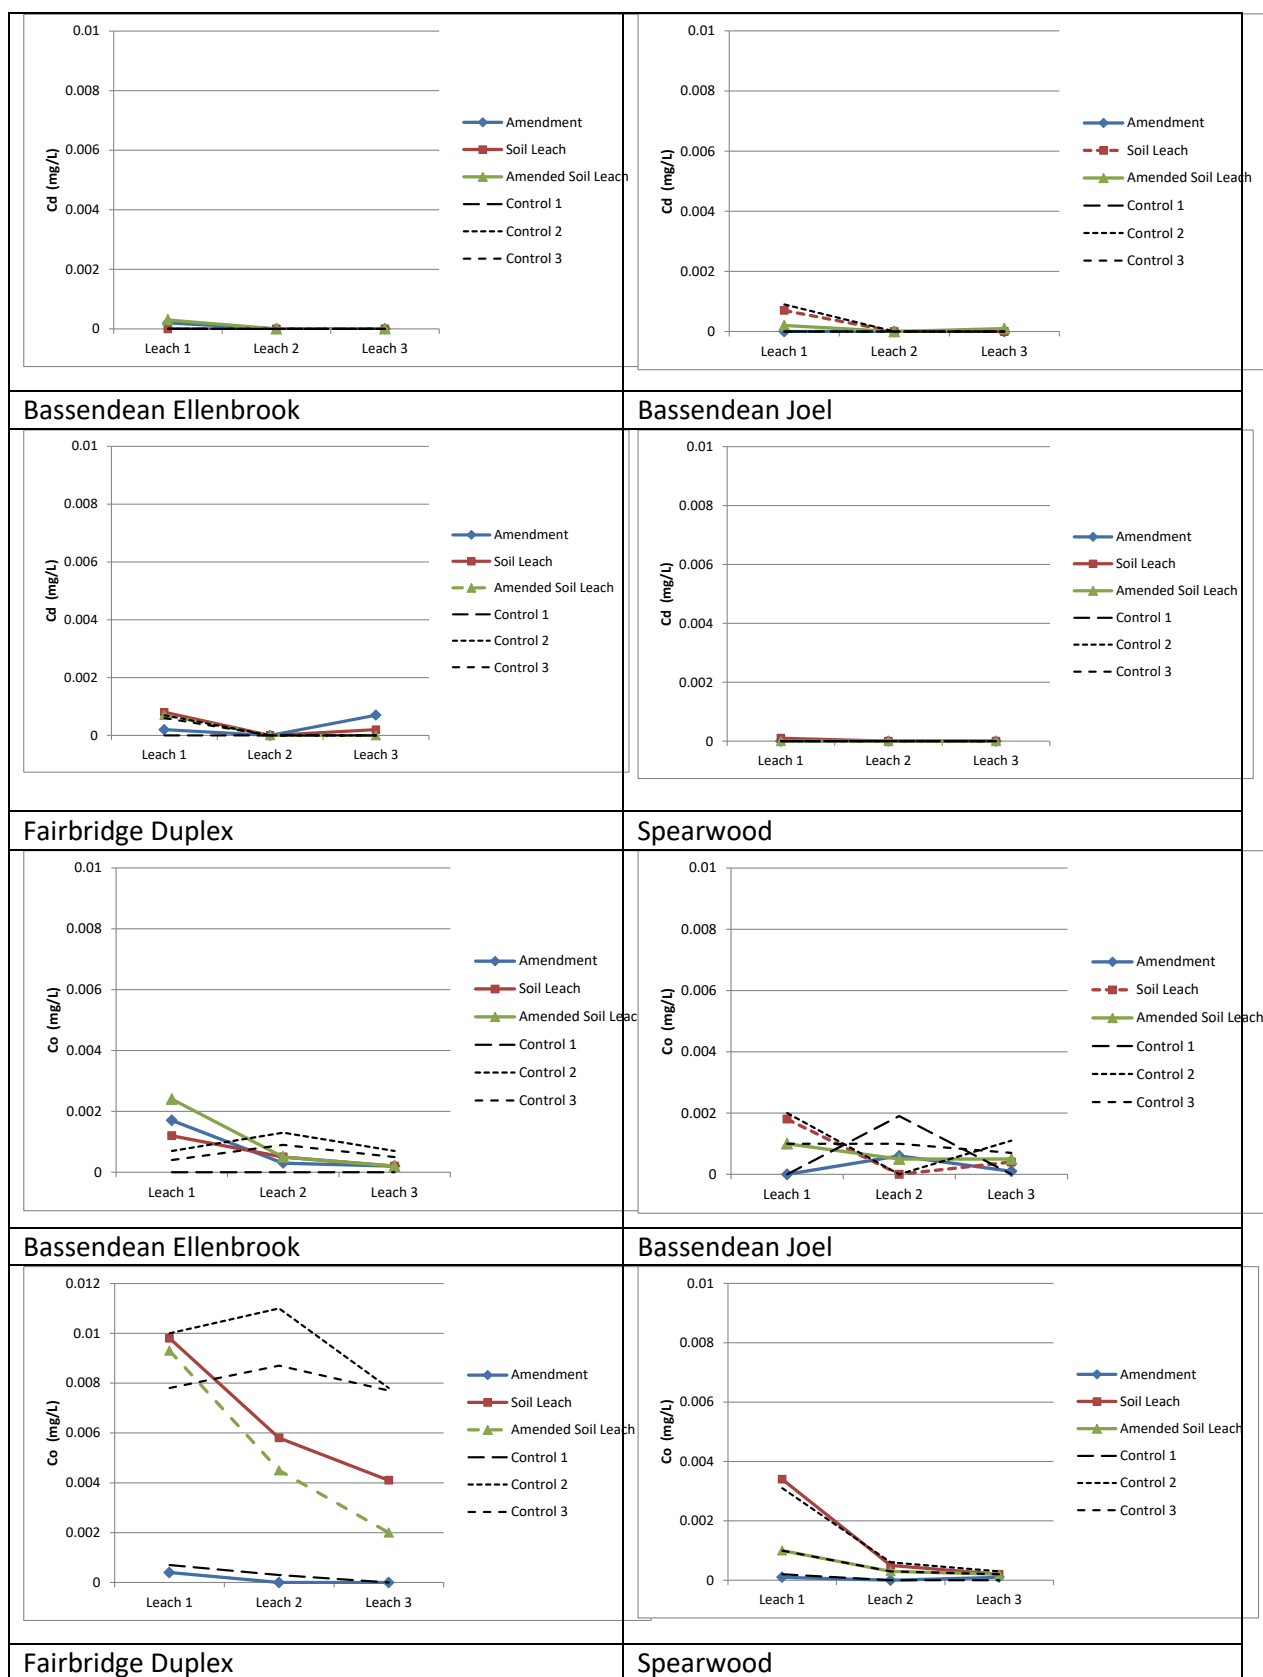 0.01
0.008
0.006
0.004
0.002
0
Cd (mg/L)
Leach 1 Leach 2 Leach 3
Amendment
Soil Leach
Amended Soil Leach
Control 1
Control 2
Control 3
0.01
0.008
0.006
0.004
0.002
0
Cd (mg/L)
Leach 1 Leach 2 Leach 3
Amendment
Soil Leach
Amended Soil Leach
Control 1
Control 2
Control 3
Bassendean Ellenbrook
Bassendean Joel
0.01
0.008
0.006
0.004
0.002
0
Cd (mg/L)
Leach 1 Leach 2 Leach 3
Amendment
Soil Leach
Amended Soil Leach
Control 1
Control 2
Control 3
0.01
0.008
0.006
0.004
0.002
0
Cd (mg/L)
Leach 1 Leach 2 Leach 3
Amendment
Soil Leach
Amended Soil Leach
Control 1
Control 2
Control 3
Fairbridge Duplex
Spearwood
0.01
0.008
0.006
0.004
0.002
0
Co (mg/L)
Leach 1 Leach 2 Leach 3
Amendment
Soil Leach
Amended Soil Leac
Control 1
Control 2
Control 3
0.01
0.008
0.006
0.004
0.002
0
Co (mg/L)
Leach 1 Leach 2 Leach 3
Amendment
Soil Leach
Amended Soil Leach
Control 1
Control 2
Control 3
Bassendean Ellenbrook
Bassendean Joel
0.012
0.01
0.008
0.006
0.004
0.002
0
Co (mg/L)
Leach 1 Leach 2 Leach 3
Amendment
Soil Leach
Amended Soil Leach
Control 1
Control 2
Control 3
0.01
0.008
0.006
0.004
0.002
0
Co (mg/L)
Leach 1 Leach 2 Leach 3
Amendment
Soil Leach
Amended Soil Leach
Control 1
Control 2
Control 3
Fairbridge Duplex
Spearwood